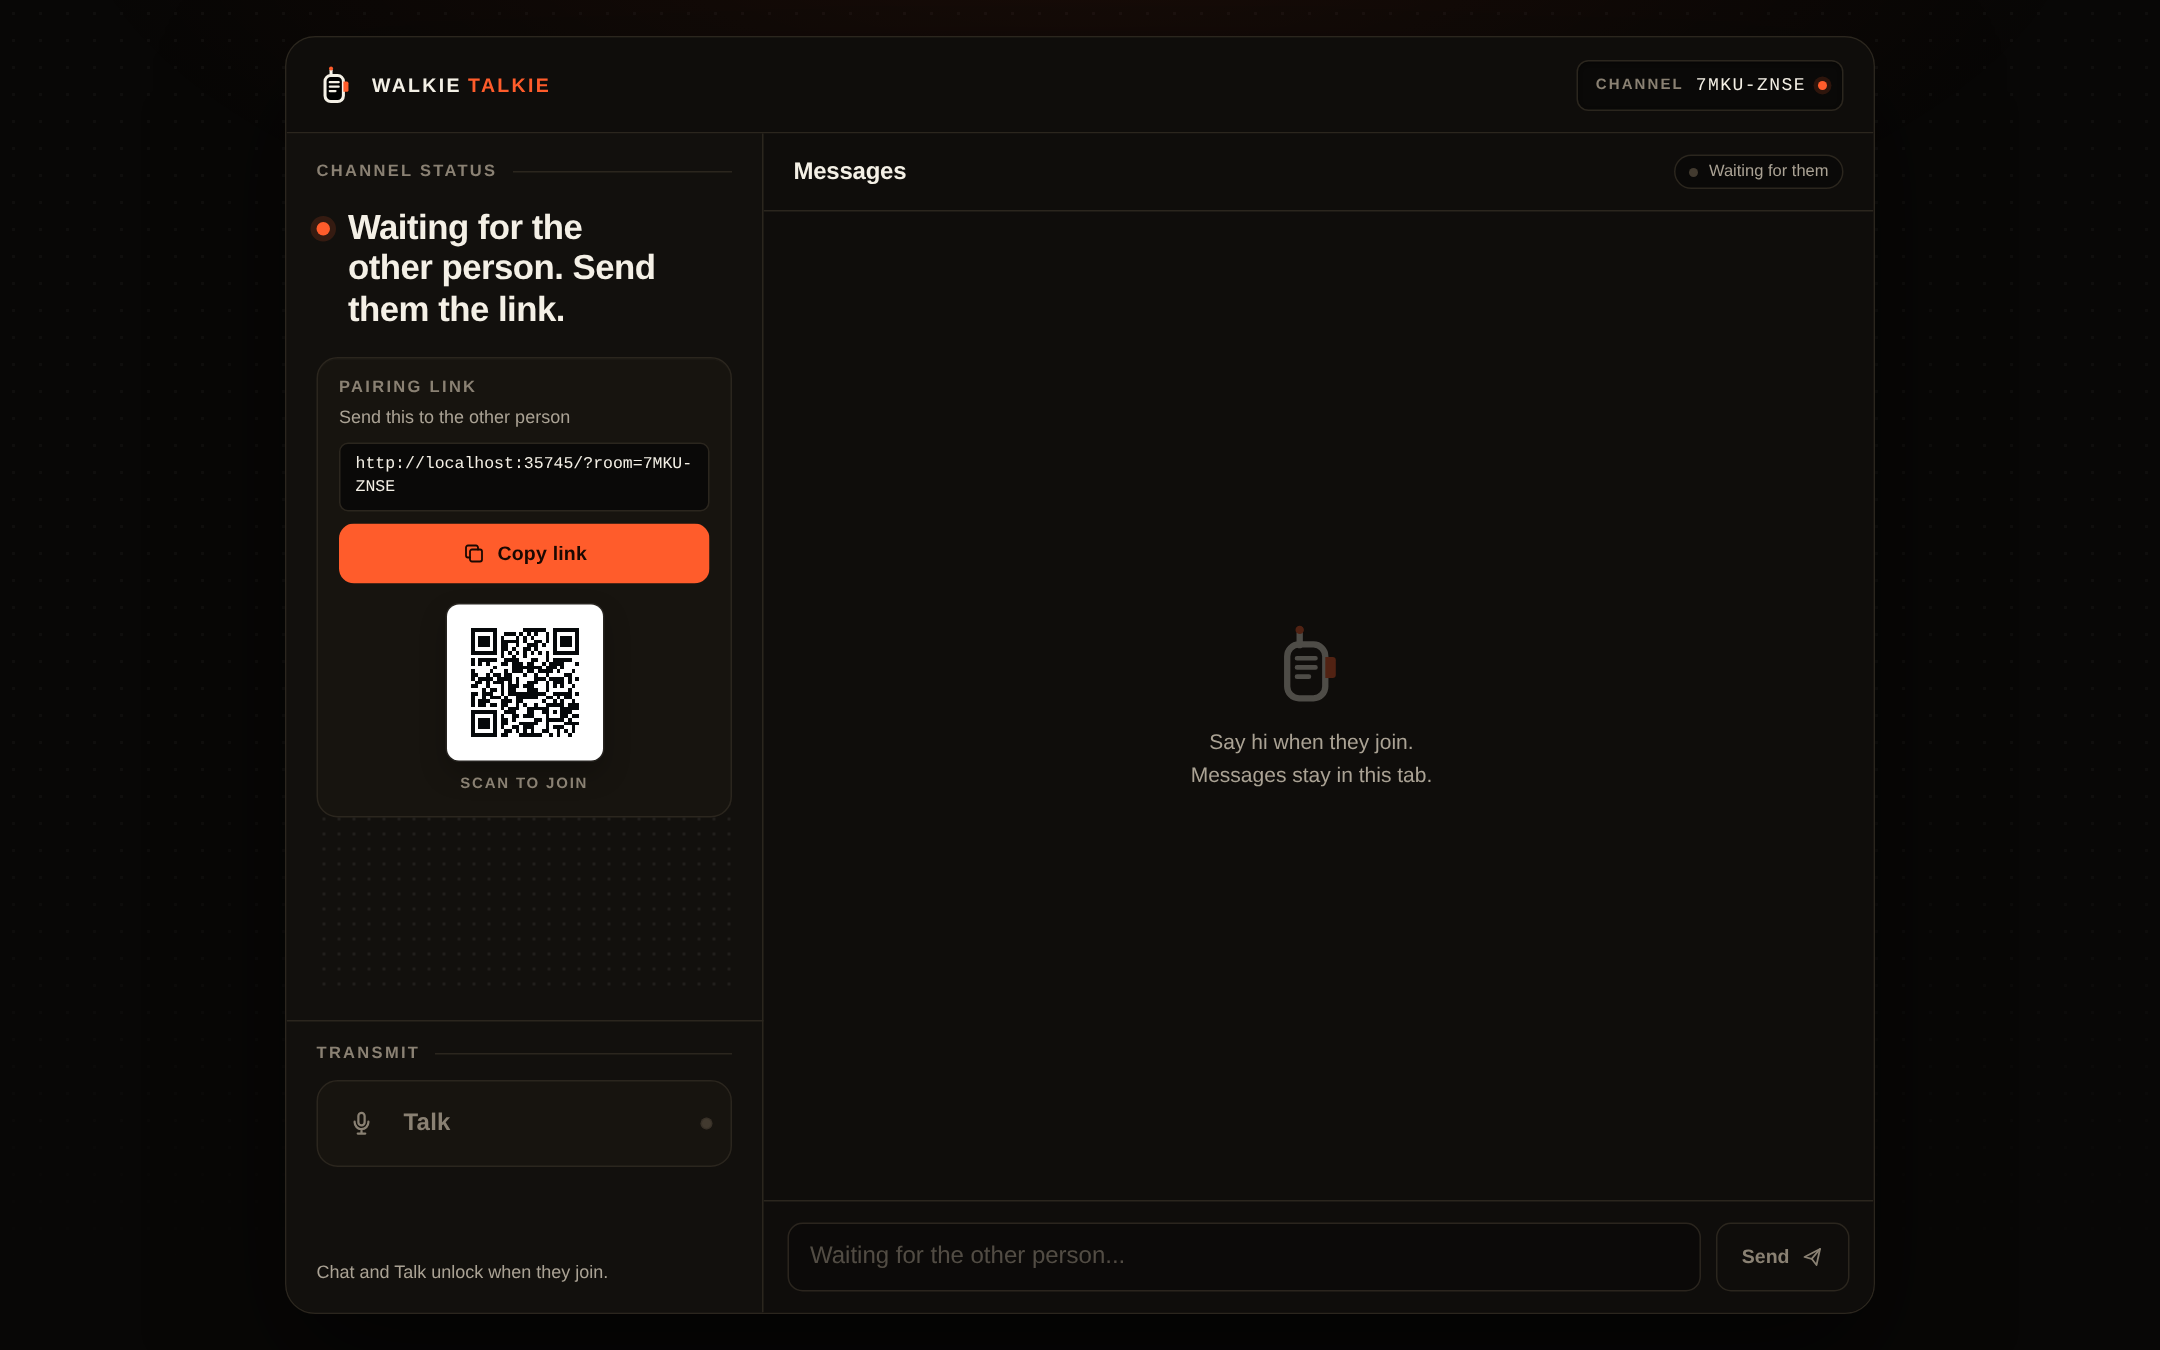 WALKIE TALKIE
CHANNEL 7MKU-ZNSE
CHANNEL STATUS
Waiting for the
other person. Send
them the link.
PAIRING LINK
Send this to the other person
http://localhost:35745/?room=7MKU-
ZNSE
Copy link
SCAN TO JOIN
TRANSMIT
Talk
Chat and Talk unlock when they join.
Messages
Waiting for them
Say hi when they join.
Messages stay in this tab.
Waiting for the other person...
Send